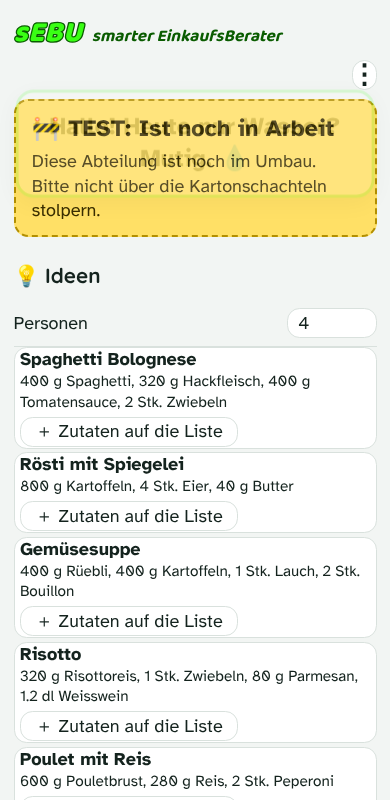 sEBU smarter EinkaufsBerater
🚧 TEST: Ist noch in Arbeit
Diese Abteilung ist noch im Umbau.
Bitte nicht über die Kartonschachteln
stolpern.
💡 Ideen
Personen 4
Spaghetti Bolognese
400 g Spaghetti, 320 g Hackfleisch, 400 g
Tomatensauce, 2 Stk. Zwiebeln
+ Zutaten auf die Liste
Rösti mit Spiegelei
800 g Kartoffeln, 4 Stk. Eier, 40 g Butter
+ Zutaten auf die Liste
Gemüsesuppe
400 g Rüebli, 400 g Kartoffeln, 1 Stk. Lauch, 2 Stk.
Bouillon
+ Zutaten auf die Liste
Risotto
320 g Risottoreis, 1 Stk. Zwiebeln, 80 g Parmesan,
1.2 dl Weisswein
+ Zutaten auf die Liste
Poulet mit Reis
600 g Pouletbrust, 280 g Reis, 2 Stk. Peperoni